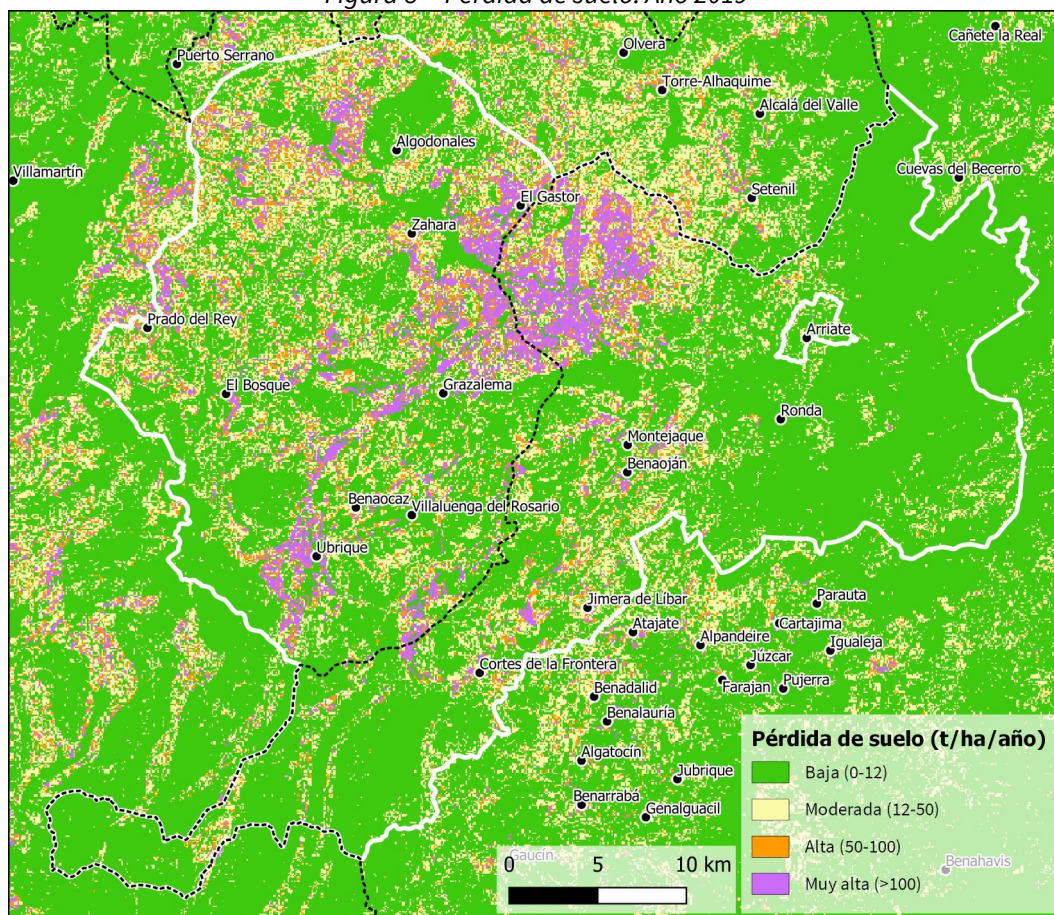 Figura 8 – Pérdida de suelo. Año 2019
Cañete la Real
Olvera
Puerto Serrano
Torre-Alhaquime
Alcalá del Valle
Algodonales
Villamartín
Cuevas del Becerro
Setenil
El Gastor
Zahara
Prado del Rey
Arriate
El Bosque
Grazalema
Ronda
Montejaque
Benaoján
Benaocaz
Villaluenga del Rosario
Ubrique
Jimera de Líbar
Parauta
Atajate
Cartajima
Alpandeire
Igualeja
Júzcar
Cortes de la Frontera
Farajan
Pujerra
Benadalid
Benalauría
Algatocín
Jubrique
Benarrabá
Genalguacil
Gaucín
Benahavis
Pérdida de suelo (t/ha/año)
Baja (0-12)
Moderada (12-50)
Alta (50-100)
Muy alta (>100)
0 5 10 km